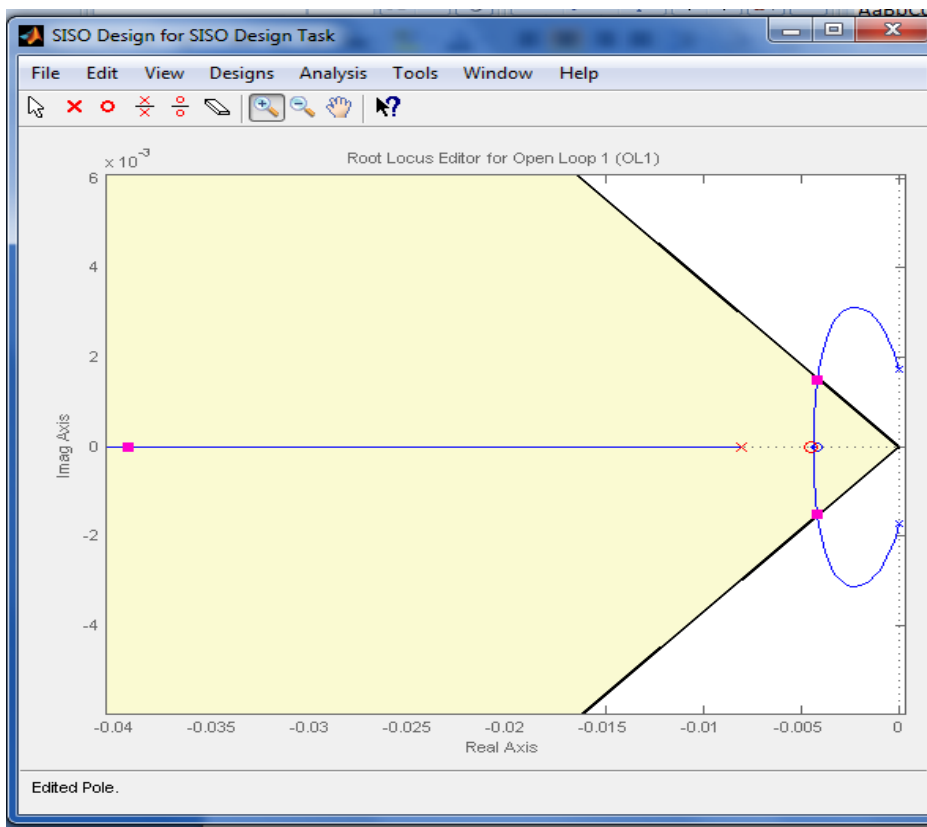 AaBbCc
SISO Design for SISO Design Task
File Edit View Designs Analysis Tools Window Help
× 10^-3
Root Locus Editor for Open Loop 1 (OL1)
6
4
2
0
-2
-4
Imag Axis
-0.04 -0.035 -0.03 -0.025 -0.02 -0.015 -0.01 -0.005 0
Real Axis
Edited Pole.